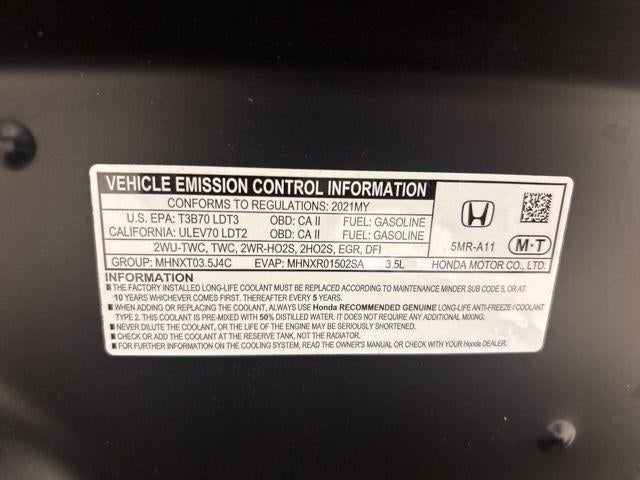 VEHICLE EMISSION CONTROL INFORMATION
CONFORMS TO REGULATIONS: 2021MY
U.S. EPA: T3B70 LDT3 OBD: CA II FUEL: GASOLINE
CALIFORNIA: ULEV70 LDT2 OBD: CA II FUEL: GASOLINE
2WU-TWC, TWC, 2WR-HO2S, 2HO2S, EGR, DFI
5MR-A11 M-T
GROUP: MHNXT03.5J4C EVAP: MHNXR01502SA 3.5L HONDA MOTOR CO., LTD.
INFORMATION
THE FACTORY INSTALLED LONG-LIFE COOLANT MUST BE REPLACED ACCORDING TO MAINTENANCE MINDER SUB CODE 5, OR AT
10 YEARS WHICHEVER COMES FIRST, THEREAFTER EVERY 5 YEARS.
WHEN ADDING OR REPLACING THE COOLANT, ALWAYS USE Honda RECOMMENDED GENUINE LONG-LIFE ANTI-FREEZE / COOLANT
TYPE 2. THIS COOLANT IS PRE-MIXED WITH 50% DISTILLED WATER. IT DOES NOT REQUIRE ANY ADDITIONAL MIXING.
NEVER DILUTE THE COOLANT, OR THE LIFE OF THE ENGINE MAY BE SERIOUSLY SHORTENED.
CHECK OR ADD THE COOLANT AT THE RESERVE TANK, NOT THE RADIATOR.
FOR FURTHER INFORMATION ON THE COOLING SYSTEM, READ THE OWNER'S MANUAL OR CHECK WITH YOUR Honda DEALER.